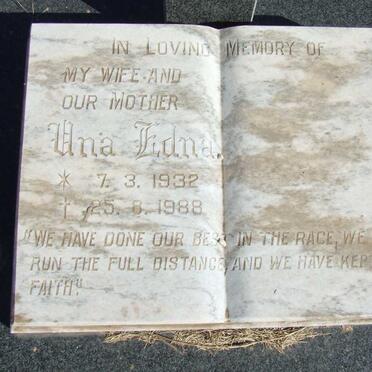 IN LOVING MEMORY OF
MY WIFE AND
OUR MOTHER
Una Edna.
* 7. 3. 1932
† 25. 8. 1988
"WE HAVE DONE OUR BEST IN THE RACE, WE
RUN THE FULL DISTANCE, AND WE HAVE KEP
FAITH".